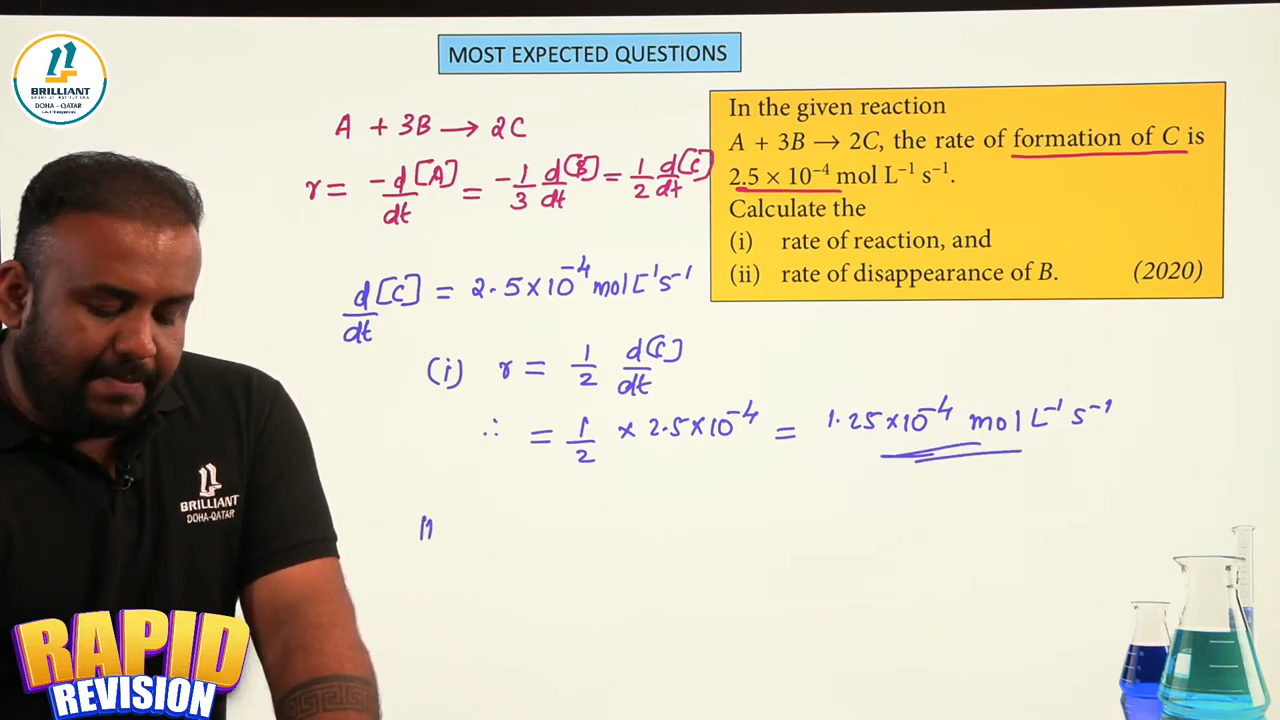 BRILLIANT
GROUP OF INSTITUTIONS
DOHA - QATAR
MOST EXPECTED QUESTIONS
A + 3B → 2C
r = -d[A]/dt = -1/3 d[B]/dt = 1/2 d[C]/dt
In the given reaction
A + 3B → 2C, the rate of formation of C is
2.5 × 10⁻⁴ mol L⁻¹ s⁻¹.
Calculate the
(i) rate of reaction, and
(ii) rate of disappearance of B. (2020)
d[C]/dt = 2.5×10⁻⁴ mol L⁻¹ s⁻¹
(i) r = 1/2 d[C]/dt
∴ = 1/2 × 2.5×10⁻⁴ = 1.25×10⁻⁴ mol L⁻¹ s⁻¹
BRILLIANT
DOHA-QATAR
RAPID
REVISION